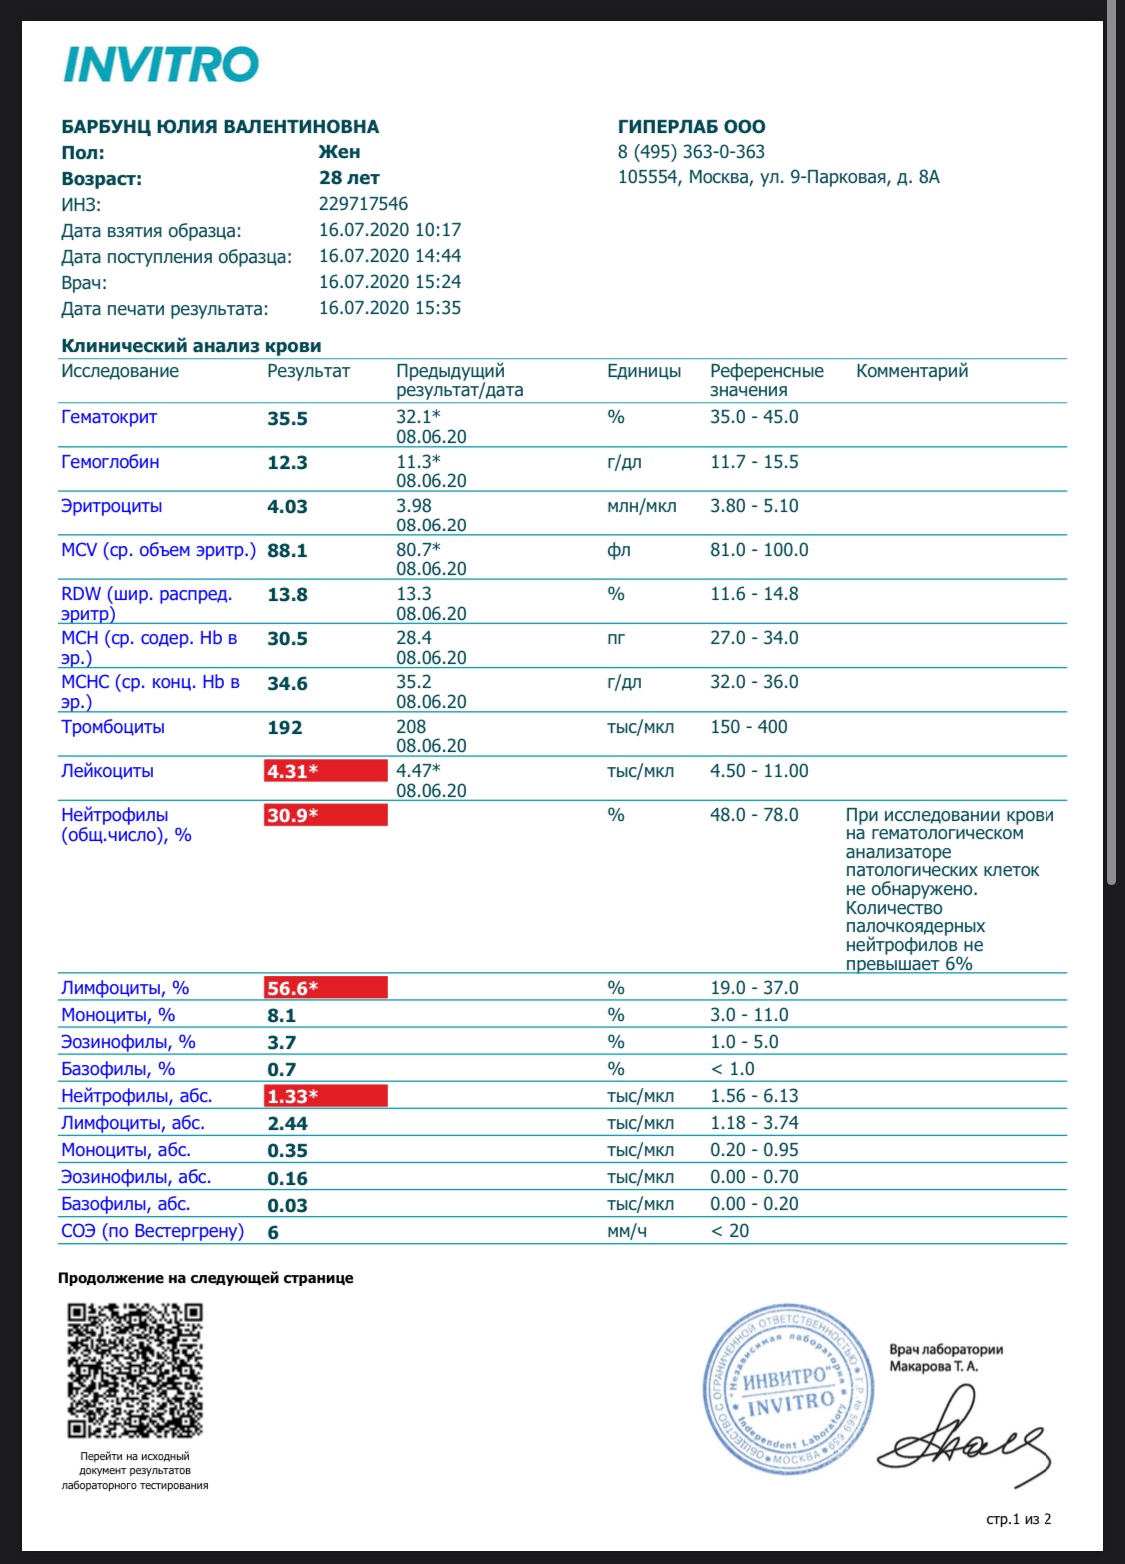 INVITRO
БАРБУНЦ ЮЛИЯ ВАЛЕНТИНОВНА
Пол: Жен
Возраст: 28 лет
ИНЗ: 229717546
Дата взятия образца: 16.07.2020 10:17
Дата поступления образца: 16.07.2020 14:44
Врач: 16.07.2020 15:24
Дата печати результата: 16.07.2020 15:35
ГИПЕРЛАБ ООО
8 (495) 363-0-363
105554, Москва, ул. 9-Парковая, д. 8А
Клинический анализ крови
Исследование Результат Предыдущий результат/дата Единицы Референсные значения Комментарий
Гематокрит 35.5 32.1* % 35.0 - 45.0
08.06.20
Гемоглобин 12.3 11.3* г/дл 11.7 - 15.5
08.06.20
Эритроциты 4.03 3.98 млн/мкл 3.80 - 5.10
08.06.20
MCV (ср. объем эритр.) 88.1 80.7* фл 81.0 - 100.0
08.06.20
RDW (шир. распред. 13.8 13.3 % 11.6 - 14.8
эритр) 08.06.20
MCH (ср. содер. Hb в 30.5 28.4 пг 27.0 - 34.0
эр.) 08.06.20
MCHC (ср. конц. Hb в 34.6 35.2 г/дл 32.0 - 36.0
эр.) 08.06.20
Тромбоциты 192 208 тыс/мкл 150 - 400
08.06.20
Лейкоциты 4.31* 4.47* тыс/мкл 4.50 - 11.00
08.06.20
Нейтрофилы 30.9* % 48.0 - 78.0
(общ.число), %
При исследовании крови
на гематологическом
анализаторе
патологических клеток
не обнаружено.
Количество
палочкоядерных
нейтрофилов не
превышает 6%
Лимфоциты, % 56.6* % 19.0 - 37.0
Моноциты, % 8.1 % 3.0 - 11.0
Эозинофилы, % 3.7 % 1.0 - 5.0
Базофилы, % 0.7 % < 1.0
Нейтрофилы, абс. 1.33* тыс/мкл 1.56 - 6.13
Лимфоциты, абс. 2.44 тыс/мкл 1.18 - 3.74
Моноциты, абс. 0.35 тыс/мкл 0.20 - 0.95
Эозинофилы, абс. 0.16 тыс/мкл 0.00 - 0.70
Базофилы, абс. 0.03 тыс/мкл 0.00 - 0.20
СОЭ (по Вестергрену) 6 мм/ч < 20
Продолжение на следующей странице
Перейти на исходный
документ результатов
лабораторного тестирования
ОБЩЕСТВО С ОГРАНИЧЕННОЙ ОТВЕТСТВЕННОСТЬЮ
МОСКВА
"Независимая лаборатория
ИНВИТРО"
INVITRO
Independent Laboratory
Врач лаборатории
Макарова Т. А.
стр.1 из 2